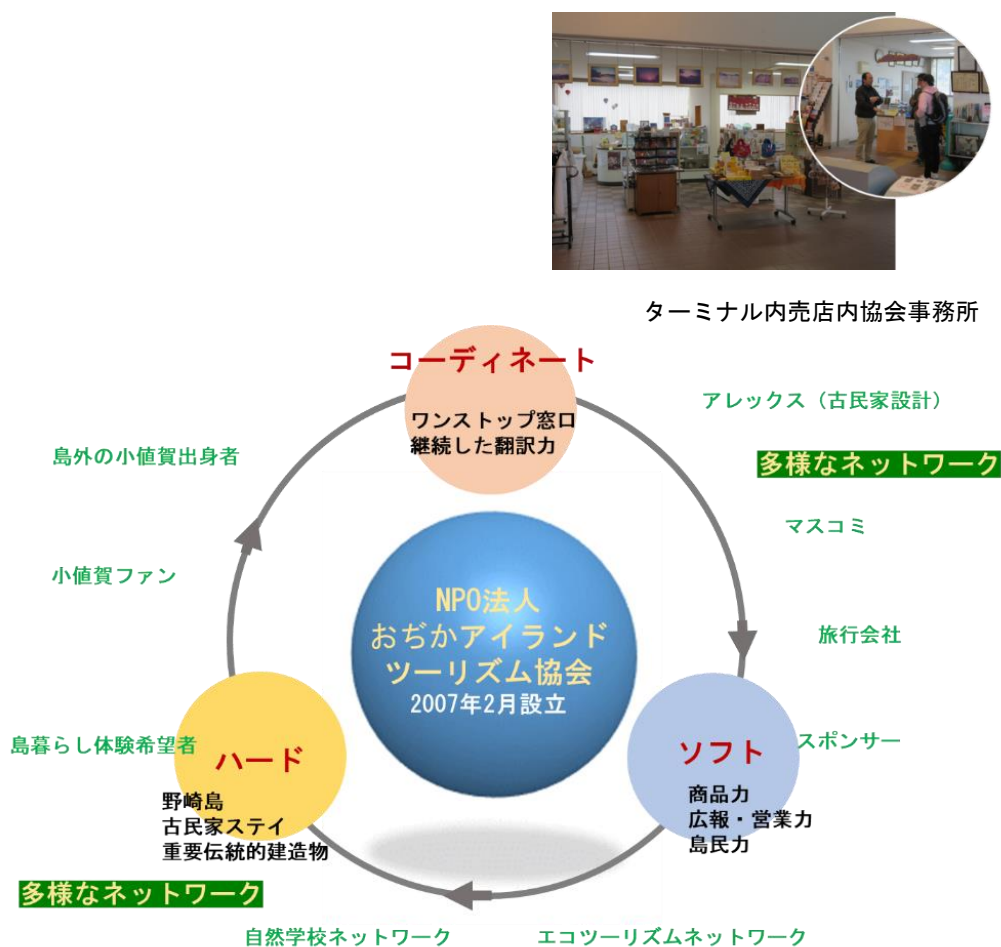 ターミナル内売店内協会事務所
コーディネート
ワンストップ窓口
継続した翻訳力
アレックス（古民家設計）
島外の小値賀出身者
多様なネットワーク
マスコミ
小値賀ファン
NPO法人
おぢかアイランド
ツーリズム協会
2007年2月設立
旅行会社
島暮らし体験希望者
ハード
野崎島
古民家ステイ
重要伝統的建造物
ソフト
商品力
広報・営業力
島民力
スポンサー
多様なネットワーク
自然学校ネットワーク
エコツーリズムネットワーク